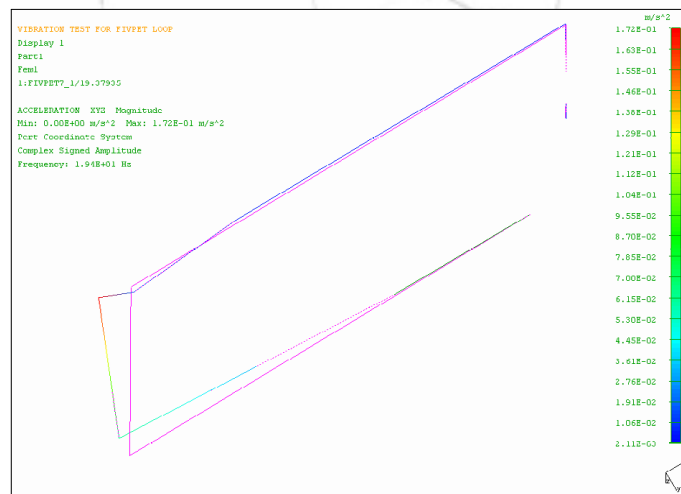 VIBRATION TEST FOR FIVPET LOOP
Display 1
Part1
Fem1
1:FIVPET7_1/19.37935
ACCELERATION XYZ Magnitude
Min: 0.00E+00 m/s^2 Max: 1.72E-01 m/s^2
Part Coordinate System
Complex Signed Amplitude
Frequency: 1.94E+01 Hz
m/s^2
1.72E-01
1.63E-01
1.55E-01
1.46E-01
1.38E-01
1.29E-01
1.21E-01
1.12E-01
1.04E-01
9.55E-02
8.70E-02
7.85E-02
7.00E-02
6.15E-02
5.30E-02
4.45E-02
3.61E-02
2.76E-02
1.91E-02
1.06E-02
2.11E-03